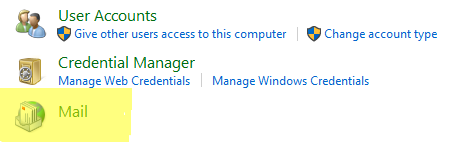 User Accounts
Give other users access to this computer Change account type
Credential Manager
Manage Web Credentials Manage Windows Credentials
Mail